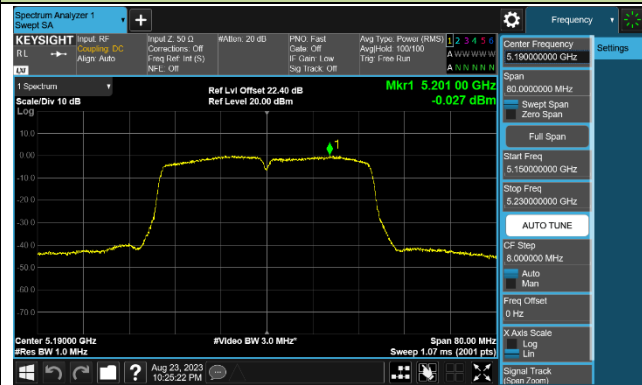 Spectrum Analyzer 1
Swept SA
Frequency
KEYSIGHT
RL
LXI
Input: RF
Coupling: DC
Align: Auto
Input Z: 50 Ω
Corrections: Off
Freq Ref: Int (S)
NFE: Off
#Atten: 20 dB
PNO: Fast
Gate: Off
IF Gain: Low
Sig Track: Off
Avg Type: Power (RMS)
Avg|Hold: 100/100
Trig: Free Run
1 2 3 4 5 6
A W W W W W
A N N N N N
1 Spectrum
Scale/Div 10 dB
Log
Ref Lvl Offset 22.40 dB
Ref Level 20.00 dBm
Mkr1 5.201 00 GHz
-0.027 dBm
1
10.0
0.00
-10.0
-20.0
-30.0
-40.0
-50.0
-60.0
-70.0
Center 5.19000 GHz
#Res BW 1.0 MHz
#Video BW 3.0 MHz*
Span 80.00 MHz
Sweep 1.07 ms (2001 pts)
Aug 23, 2023
10:25:22 PM
?
Center Frequency
5.190000000 GHz
Settings
Span
80.0000000 MHz
Swept Span
Zero Span
Full Span
Start Freq
5.150000000 GHz
Stop Freq
5.230000000 GHz
AUTO TUNE
CF Step
8.000000 MHz
Auto
Man
Freq Offset
0 Hz
X Axis Scale
Log
Lin
Signal Track
(Span Zoom)